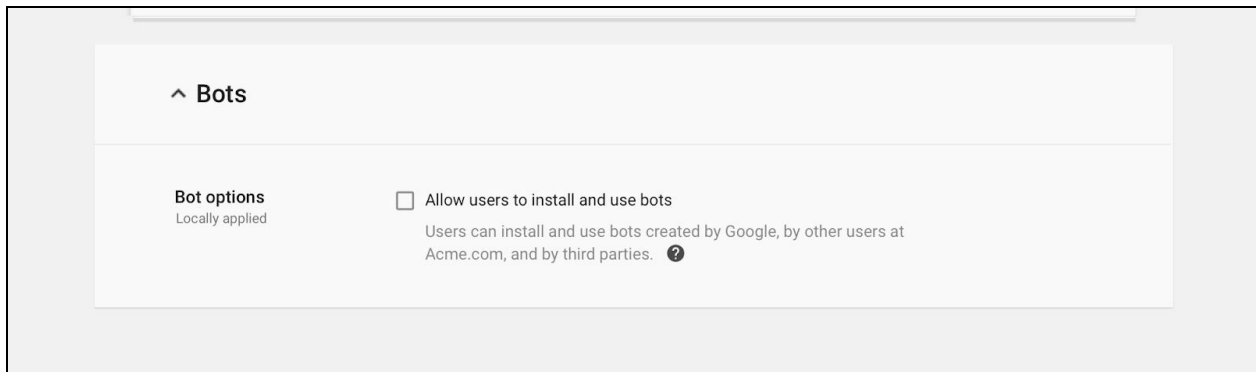 Bots
Bot options
Locally applied
Allow users to install and use bots
Users can install and use bots created by Google, by other users at
Acme.com, and by third parties. ?